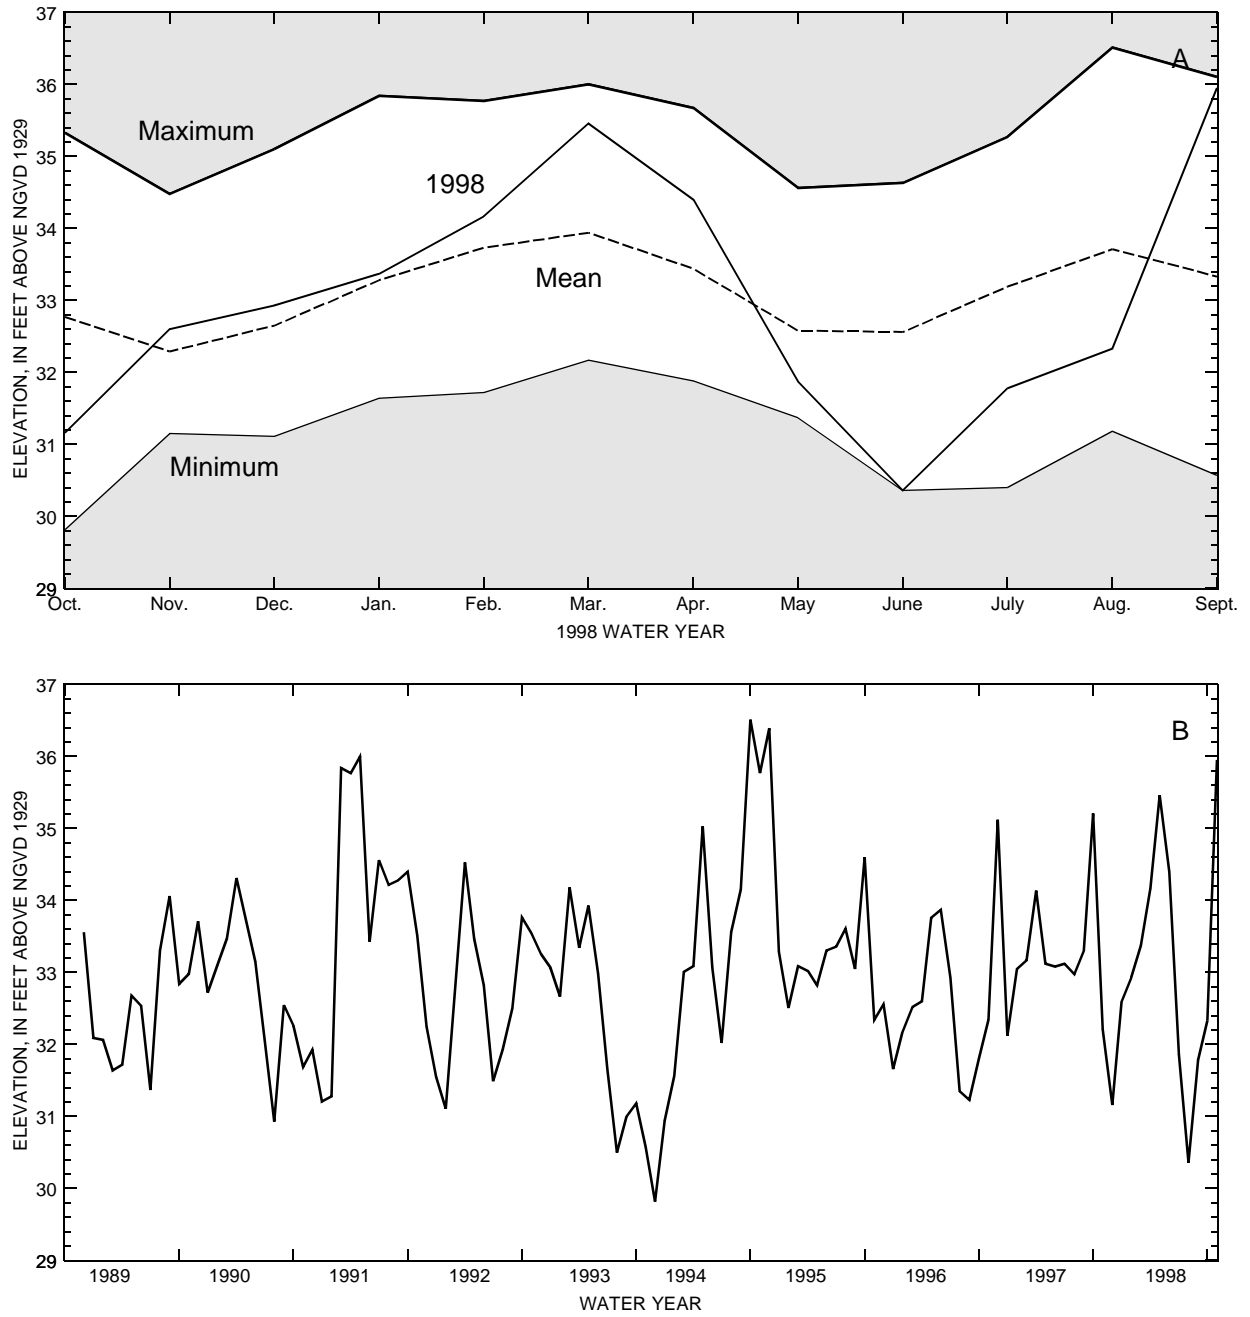 37
A
36
Maximum
35
1998
34
Mean
33
32
31
Minimum
30
29
ELEVATION, IN FEET ABOVE NGVD 1929
Oct. Nov. Dec. Jan. Feb. Mar. Apr. May June July Aug. Sept.
1998 WATER YEAR
37
B
36
35
34
33
32
31
30
29
ELEVATION, IN FEET ABOVE NGVD 1929
1989 1990 1991 1992 1993 1994 1995 1996 1997 1998
WATER YEAR